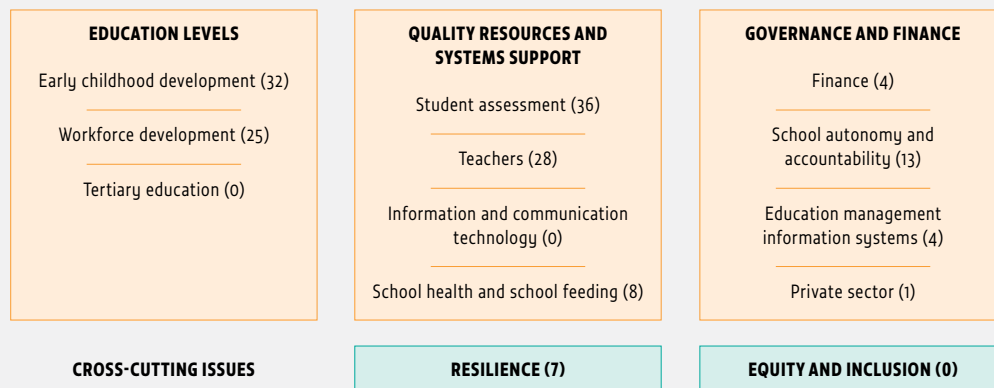 EDUCATION LEVELS
Early childhood development (32)
Workforce development (25)
Tertiary education (0)
QUALITY RESOURCES AND
SYSTEMS SUPPORT
Student assessment (36)
Teachers (28)
Information and communication
technology (0)
School health and school feeding (8)
GOVERNANCE AND FINANCE
Finance (4)
School autonomy and
accountability (13)
Education management
information systems (4)
Private sector (1)
CROSS-CUTTING ISSUES
RESILIENCE (7)
EQUITY AND INCLUSION (0)